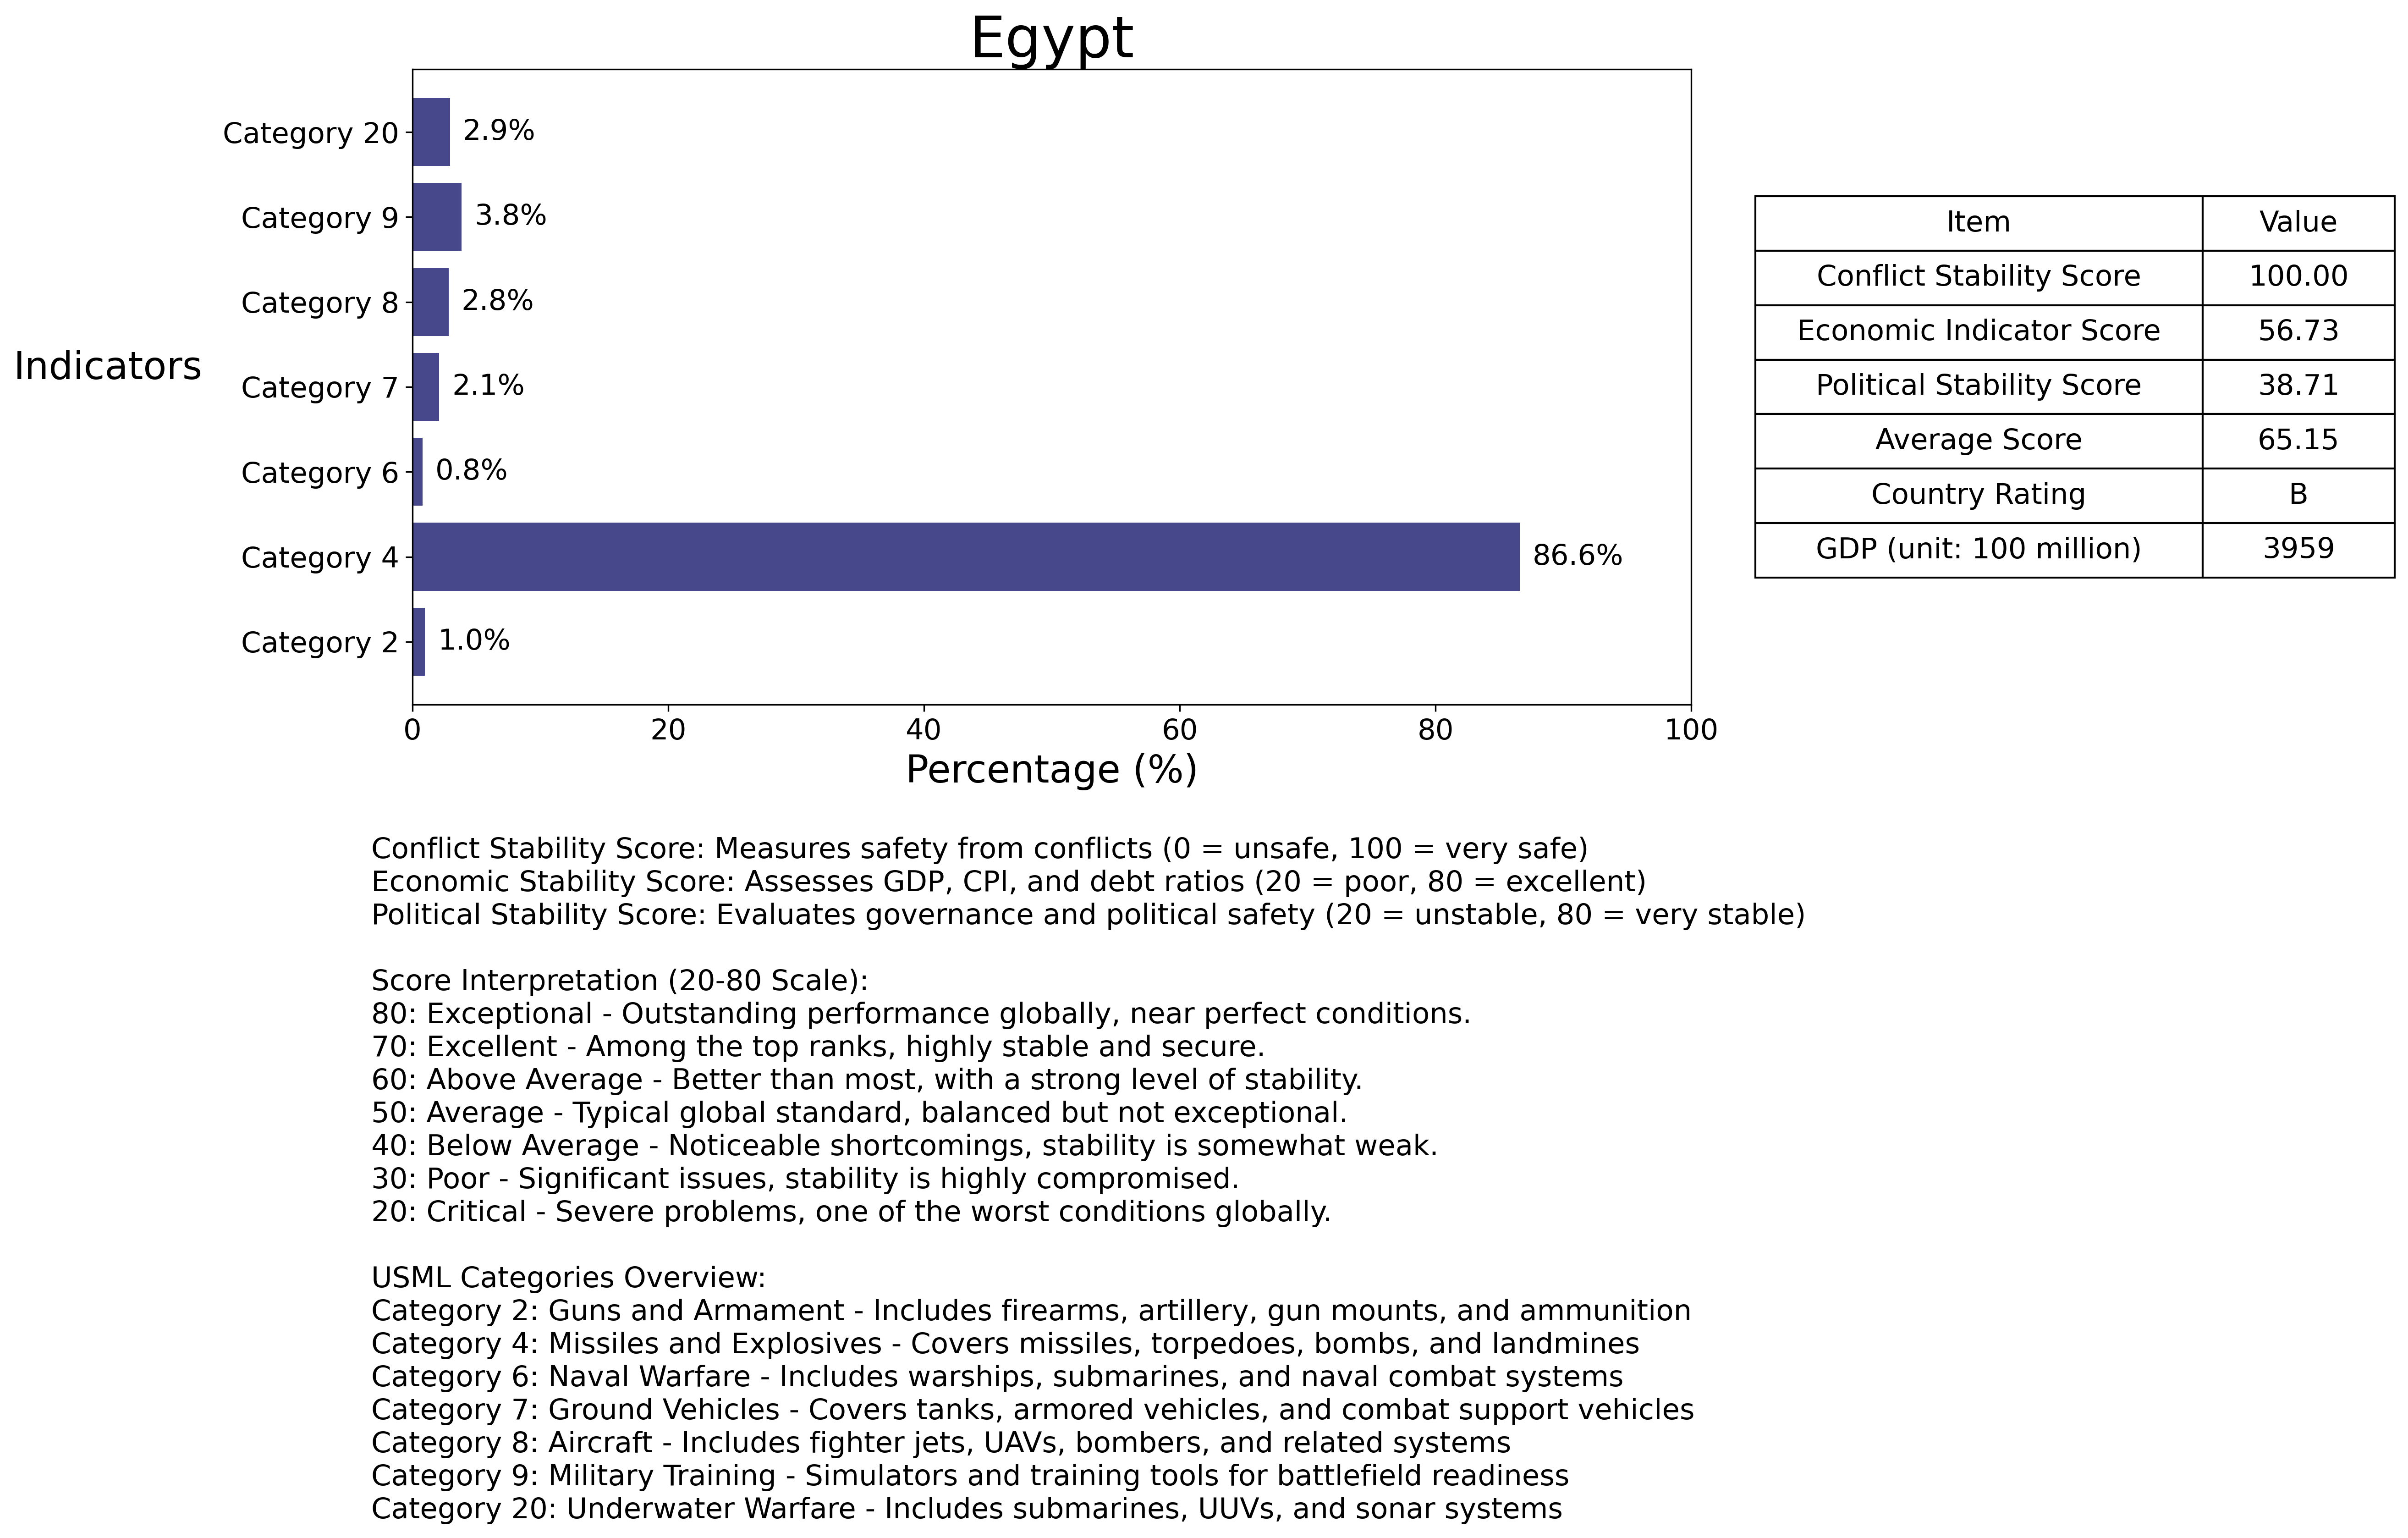 Egypt
Indicators
Category 20 2.9%
Category 9 3.8%
Category 8 2.8%
Category 7 2.1%
Category 6 0.8%
Category 4 86.6%
Category 2 1.0%
0 20 40 60 80 100
Percentage (%)
Item Value
Conflict Stability Score 100.00
Economic Indicator Score 56.73
Political Stability Score 38.71
Average Score 65.15
Country Rating B
GDP (unit: 100 million) 3959
Conflict Stability Score: Measures safety from conflicts (0 = unsafe, 100 = very safe)
Economic Stability Score: Assesses GDP, CPI, and debt ratios (20 = poor, 80 = excellent)
Political Stability Score: Evaluates governance and political safety (20 = unstable, 80 = very stable)
Score Interpretation (20-80 Scale):
80: Exceptional - Outstanding performance globally, near perfect conditions.
70: Excellent - Among the top ranks, highly stable and secure.
60: Above Average - Better than most, with a strong level of stability.
50: Average - Typical global standard, balanced but not exceptional.
40: Below Average - Noticeable shortcomings, stability is somewhat weak.
30: Poor - Significant issues, stability is highly compromised.
20: Critical - Severe problems, one of the worst conditions globally.
USML Categories Overview:
Category 2: Guns and Armament - Includes firearms, artillery, gun mounts, and ammunition
Category 4: Missiles and Explosives - Covers missiles, torpedoes, bombs, and landmines
Category 6: Naval Warfare - Includes warships, submarines, and naval combat systems
Category 7: Ground Vehicles - Covers tanks, armored vehicles, and combat support vehicles
Category 8: Aircraft - Includes fighter jets, UAVs, bombers, and related systems
Category 9: Military Training - Simulators and training tools for battlefield readiness
Category 20: Underwater Warfare - Includes submarines, UUVs, and sonar systems